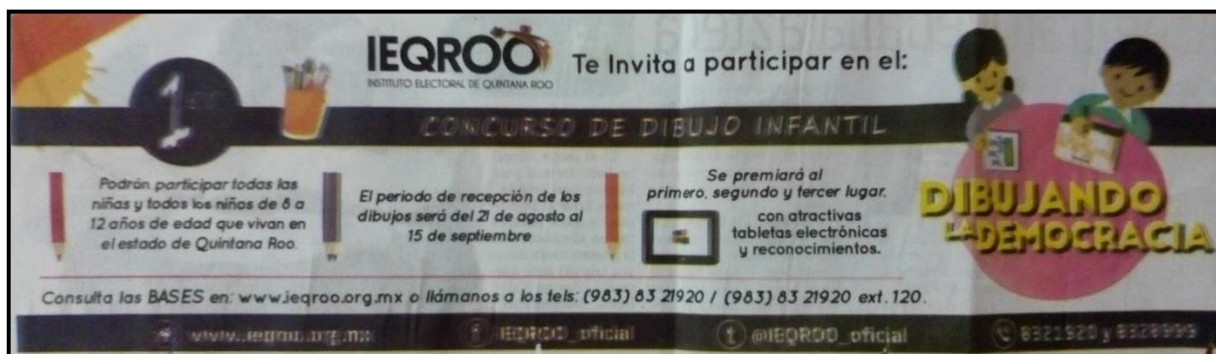 IEQROO
INSTITUTO ELECTORAL DE QUINTANA ROO
Te Invita a participar en el:
1er
CONCURSO DE DIBUJO INFANTIL
Podrán participar todas las
niñas y todos los niños de 8 a
12 años de edad que vivan en
el estado de Quintana Roo.
El periodo de recepción de los
dibujos será del 21 de agosto al
15 de septiembre
Se premiará al
primero, segundo y tercer lugar.
con atractivas
tabletas electrónicas
y reconocimientos.
DIBUJANDO
LA DEMOCRACIA
Consulta las BASES en: www.ieqroo.org.mx o llámanos a los tels: (983) 83 21920 / (983) 83 21920 ext. 120.
www.ieqroo.org.mx
IEQROO_oficial
@IEQROO_oficial
8321920 y 8328999